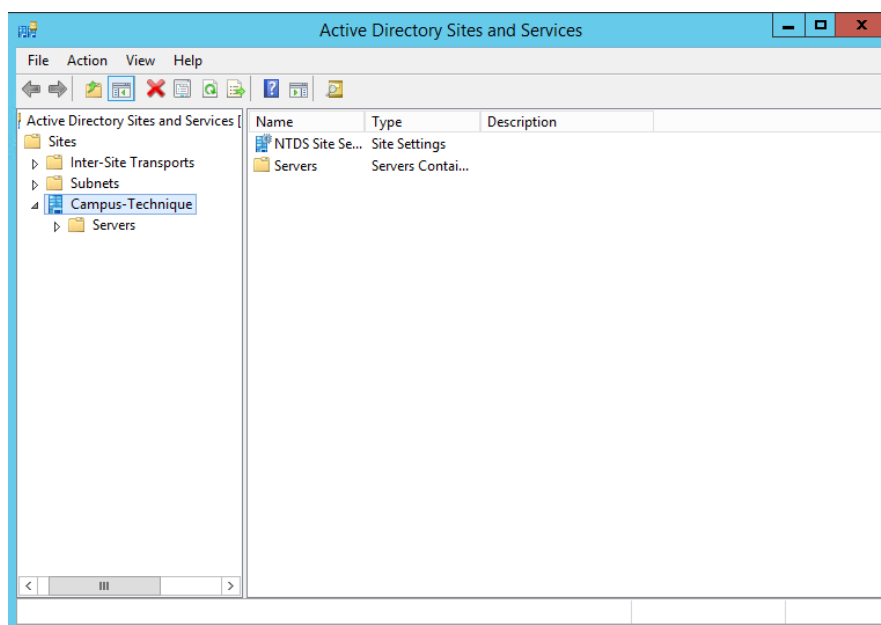 Active Directory Sites and Services
File Action View Help
Active Directory Sites and Services [
Sites
Inter-Site Transports
Subnets
Campus-Technique
Servers
Name Type Description
NTDS Site Se... Site Settings
Servers Servers Contai...